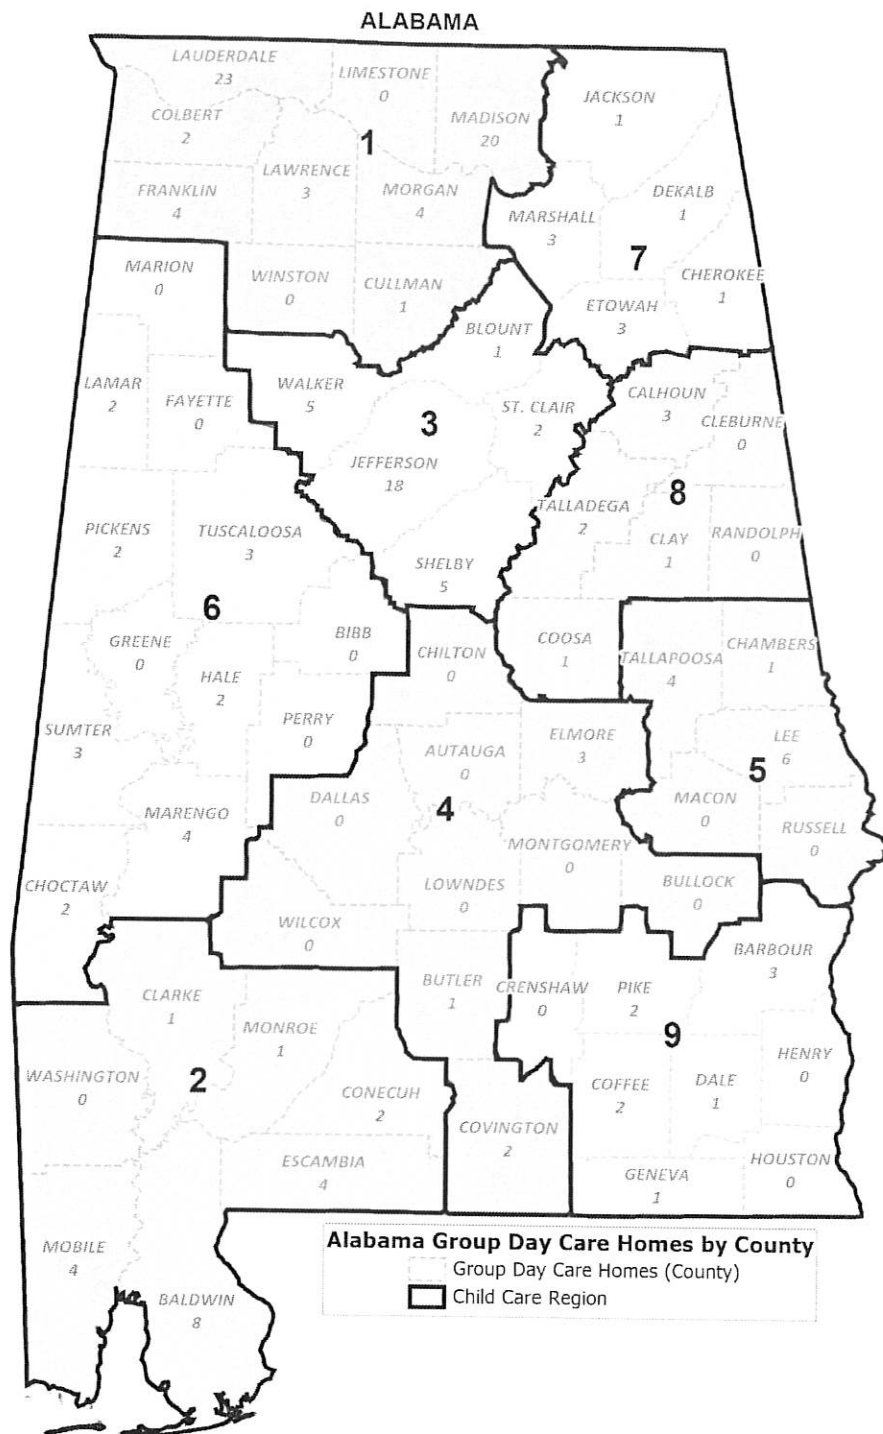 ALABAMA
LAUDERDALE
23
LIMESTONE
0
JACKSON
1
COLBERT
2
MADISON
20
1
LAWRENCE
3
FRANKLIN
4
MORGAN
4
DEKALB
1
MARSHALL
3
7
MARION
0
WINSTON
0
CULLMAN
1
CHEROKEE
1
ETOWAH
3
BLOUNT
1
LAMAR
2
FAYETTE
0
WALKER
5
ST. CLAIR
2
CALHOUN
3
CLEBURNE
0
3
JEFFERSON
18
8
TALLADEGA
2
PICKENS
2
TUSCALOOSA
3
CLAY
1
RANDOLPH
0
SHELBY
5
6
BIBB
0
GREENE
0
HALE
2
CHILTON
0
COOSA
1
TALLAPOOSA
4
CHAMBERS
1
SUMTER
3
PERRY
0
AUTAUGA
0
ELMORE
3
LEE
6
5
DALLAS
0
4
MACON
0
MARENGO
4
RUSSELL
0
MONTGOMERY
0
CHOCTAW
2
LOWNDES
0
BULLOCK
0
WILCOX
0
BARBOUR
3
CLARKE
1
BUTLER
1
CRENSHAW
0
PIKE
2
MONROE
1
9
WASHINGTON
0
2
HENRY
0
CONECUH
2
COFFEE
2
DALE
1
COVINGTON
2
ESCAMBIA
4
GENEVA
1
HOUSTON
0
MOBILE
4
BALDWIN
8
Alabama Group Day Care Homes by County
Group Day Care Homes (County)
Child Care Region